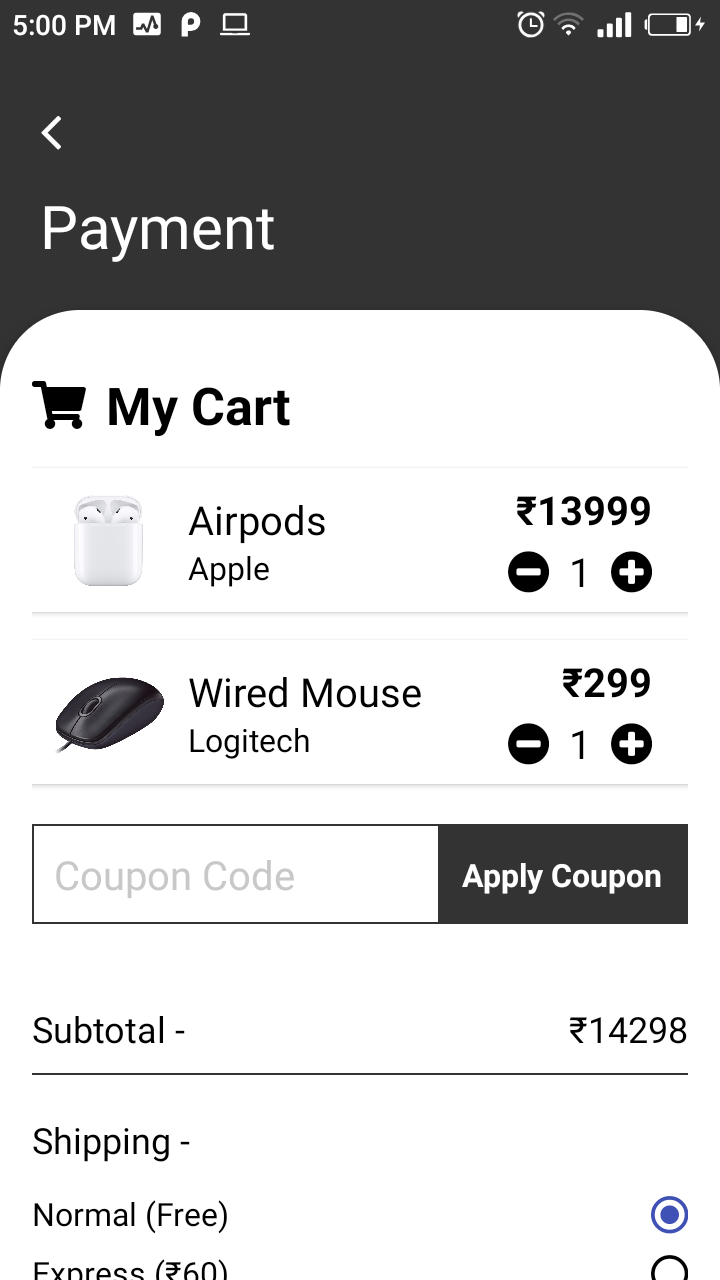 5:00 PM
Payment
My Cart
Airpods
₹13999
Apple
1
Wired Mouse
₹299
Logitech
1
Coupon Code
Apply Coupon
Subtotal -
₹14298
Shipping -
Normal (Free)
Express (₹60)